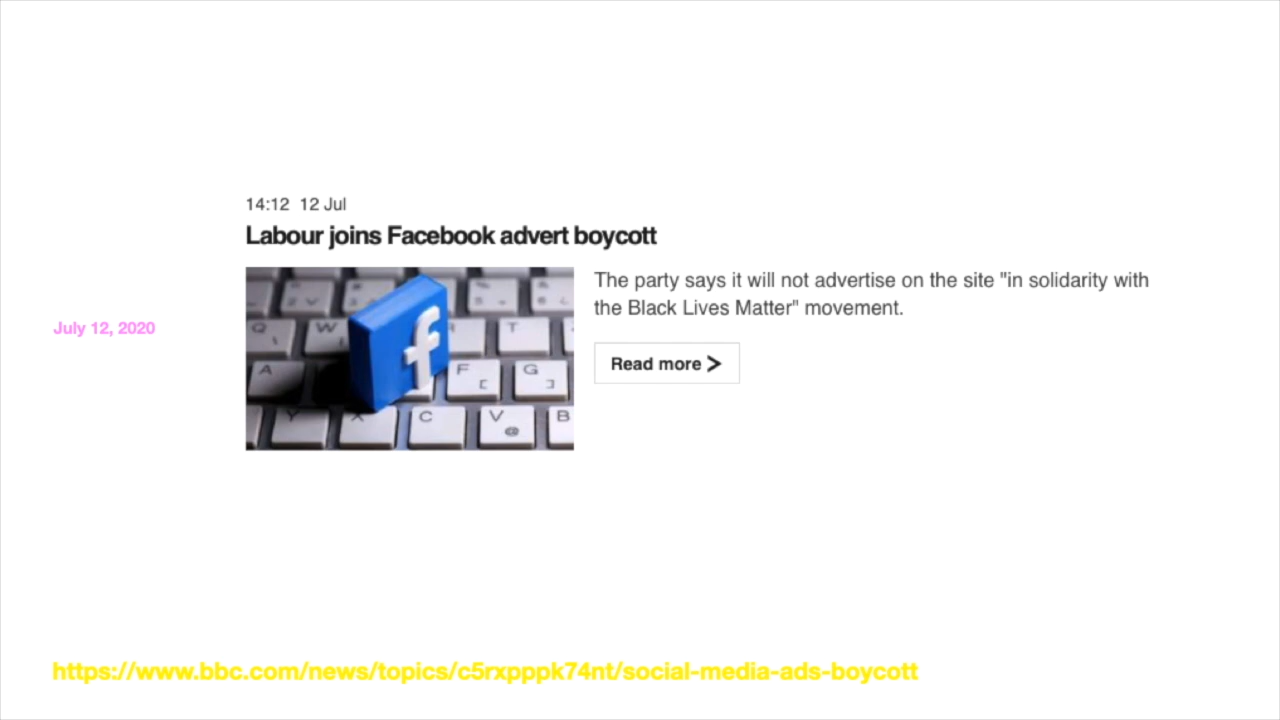 14:12 12 Jul
Labour joins Facebook advert boycott
The party says it will not advertise on the site "in solidarity with
the Black Lives Matter" movement.
Read more >
July 12, 2020
f
Q W T
A F G
[ ]
Y X C V B
@
https://www.bbc.com/news/topics/c5rxpppk74nt/social-media-ads-boycott